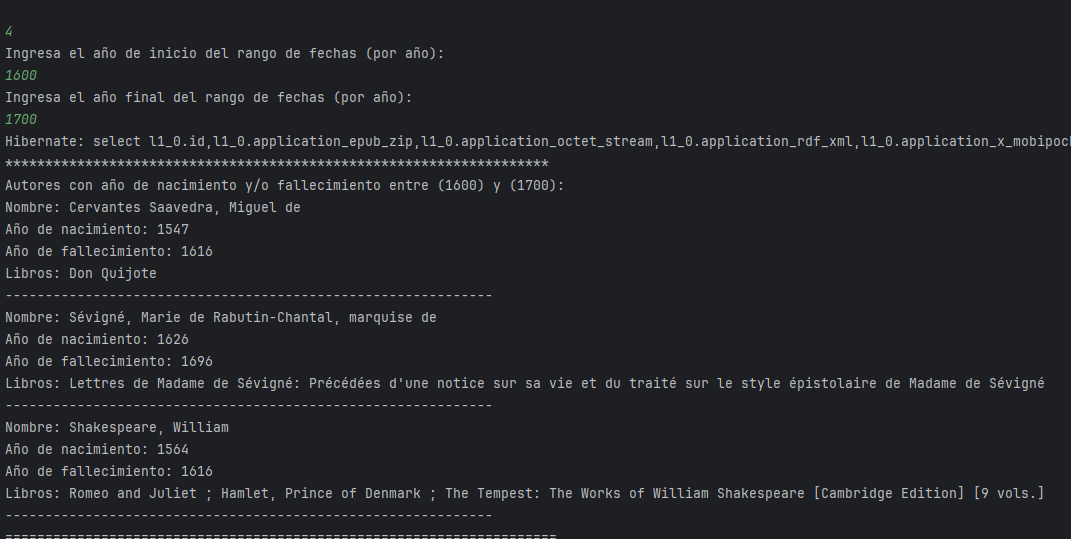 4
Ingresa el año de inicio del rango de fechas (por año):
1600
Ingresa el año final del rango de fechas (por año):
1700
Hibernate: select l1_0.id,l1_0.application_epub_zip,l1_0.application_octet_stream,l1_0.application_rdf_xml,l1_0.application_x_mobipock
********************************************************************
Autores con año de nacimiento y/o fallecimiento entre (1600) y (1700):
Nombre: Cervantes Saavedra, Miguel de
Año de nacimiento: 1547
Año de fallecimiento: 1616
Libros: Don Quijote
-------------------------------------------------------------
Nombre: Sévigné, Marie de Rabutin-Chantal, marquise de
Año de nacimiento: 1626
Año de fallecimiento: 1696
Libros: Lettres de Madame de Sévigné: Précédées d'une notice sur sa vie et du traité sur le style épistolaire de Madame de Sévigné
-------------------------------------------------------------
Nombre: Shakespeare, William
Año de nacimiento: 1564
Año de fallecimiento: 1616
Libros: Romeo and Juliet ; Hamlet, Prince of Denmark ; The Tempest: The Works of William Shakespeare [Cambridge Edition] [9 vols.]
-------------------------------------------------------------
=====================================================================